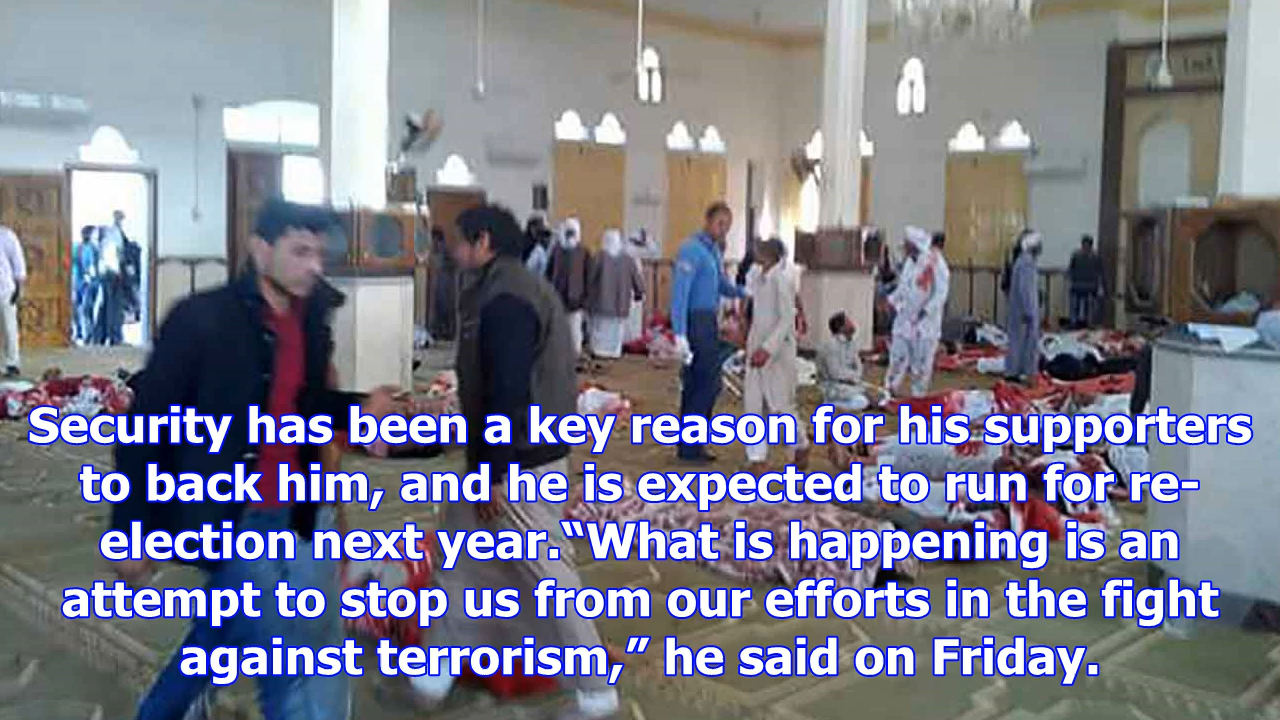 Security has been a key reason for his supporters
to back him, and he is expected to run for re-
election next year.“What is happening is an
attempt to stop us from our efforts in the fight
against terrorism,” he said on Friday.